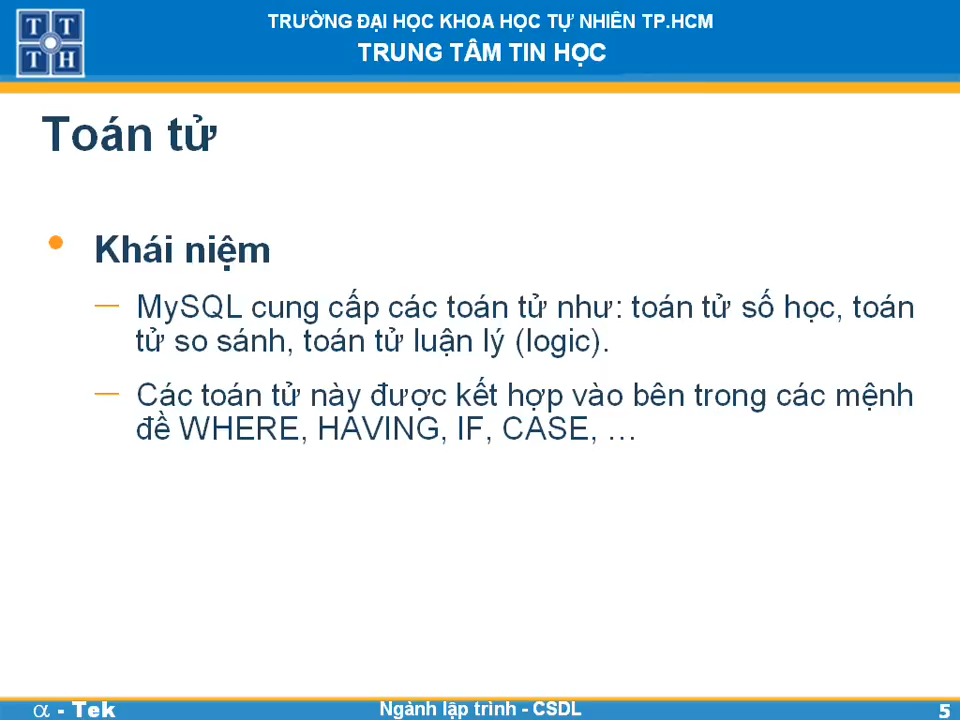 TRƯỜNG ĐẠI HỌC KHOA HỌC TỰ NHIÊN TP.HCM
TRUNG TÂM TIN HỌC
T T
T H
Toán tử
• Khái niệm
– MySQL cung cấp các toán tử như: toán tử số học, toán
tử so sánh, toán tử luận lý (logic).
– Các toán tử này được kết hợp vào bên trong các mệnh
đề WHERE, HAVING, IF, CASE, …
α - Tek
Ngành lập trình - CSDL
5